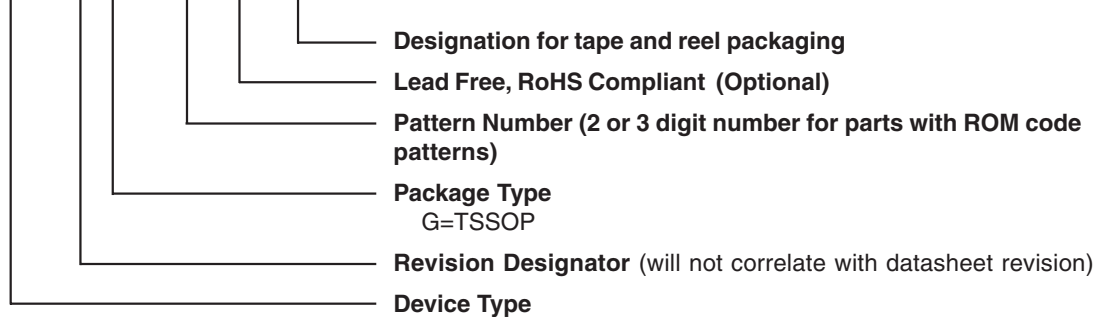 Designation for tape and reel packaging
Lead Free, RoHS Compliant (Optional)
Pattern Number (2 or 3 digit number for parts with ROM code
patterns)
Package Type
G=TSSOP
Revision Designator (will not correlate with datasheet revision)
Device Type